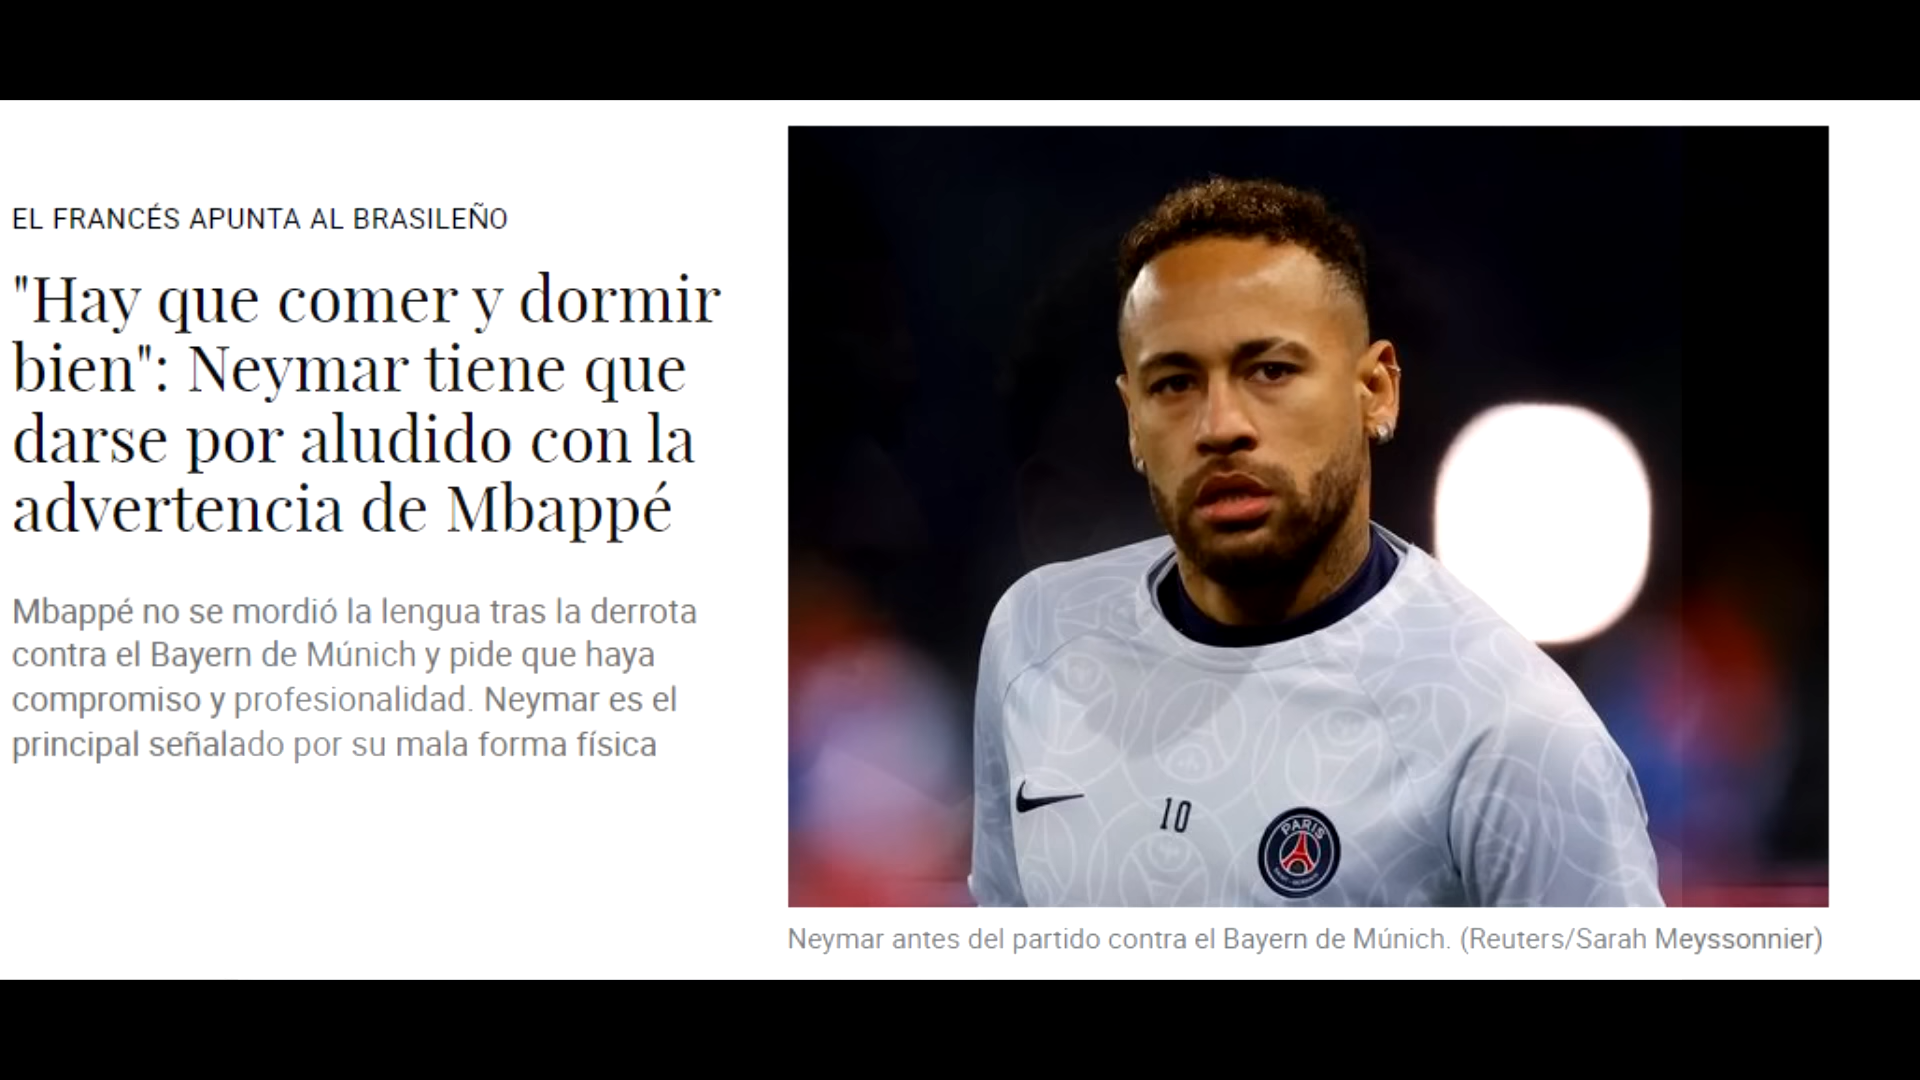 EL FRANCÉS APUNTA AL BRASILEÑO
"Hay que comer y dormir
bien": Neymar tiene que
darse por aludido con la
advertencia de Mbappé
Mbappé no se mordió la lengua tras la derrota
contra el Bayern de Múnich y pide que haya
compromiso y profesionalidad. Neymar es el
principal señalado por su mala forma física
10
PARIS
Neymar antes del partido contra el Bayern de Múnich. (Reuters/Sarah Meyssonnier)